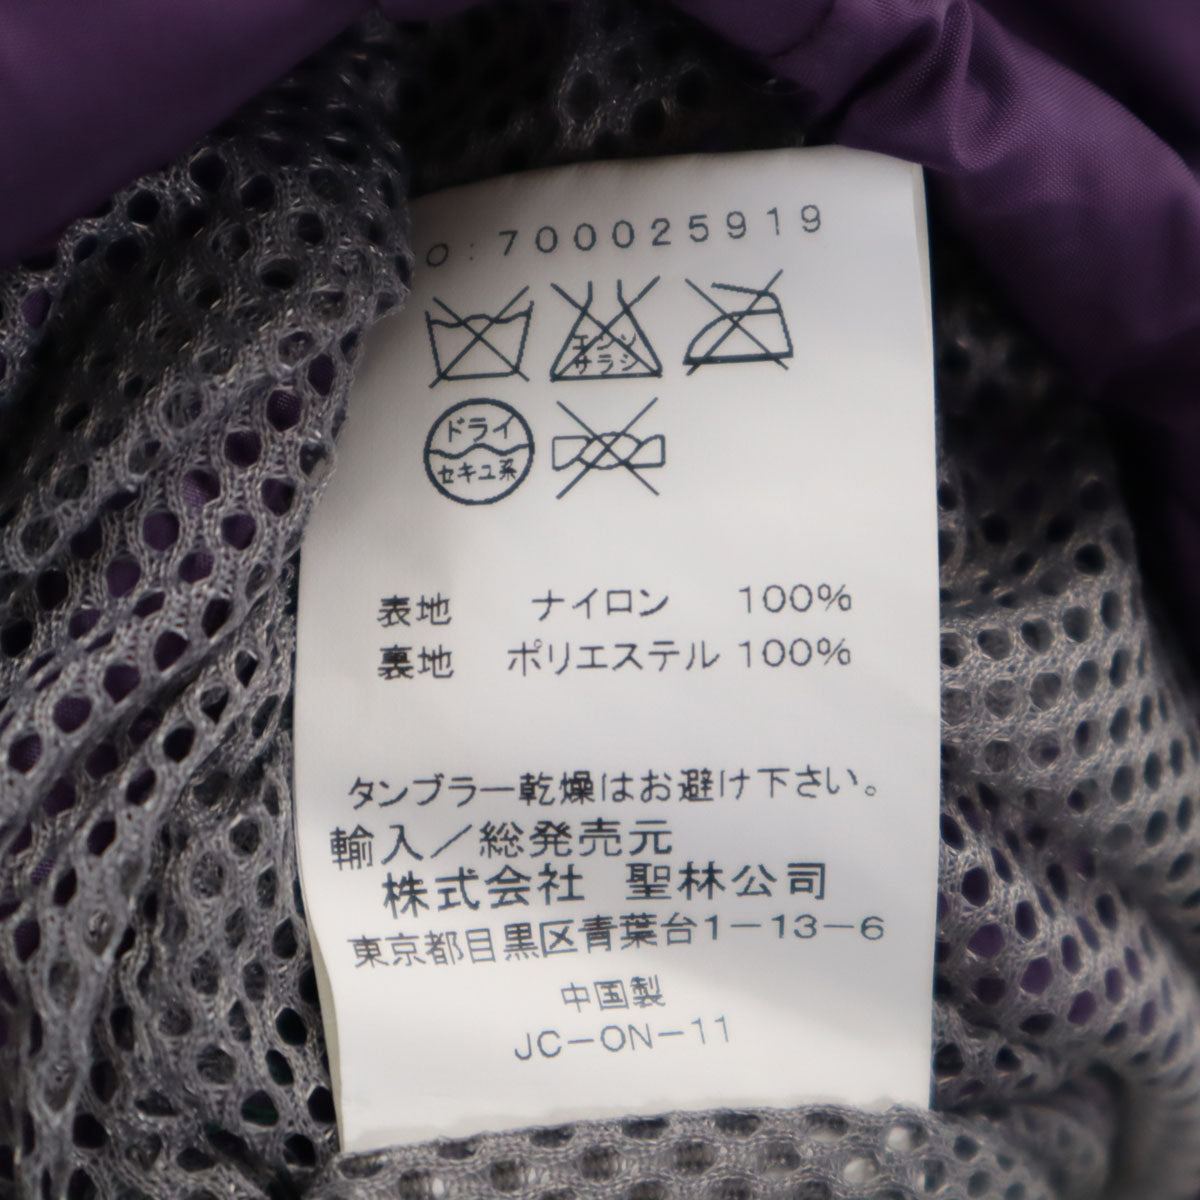 O:700025919
エンソ
サラシ
ドライ
セキユ系
表地 ナイロン 100%
裏地 ポリエステル 100%
タンブラー乾燥はお避け下さい。
輸入/総発売元
株式会社 聖林公司
東京都目黒区青葉台1-13-6
中国製
JC-ON-11